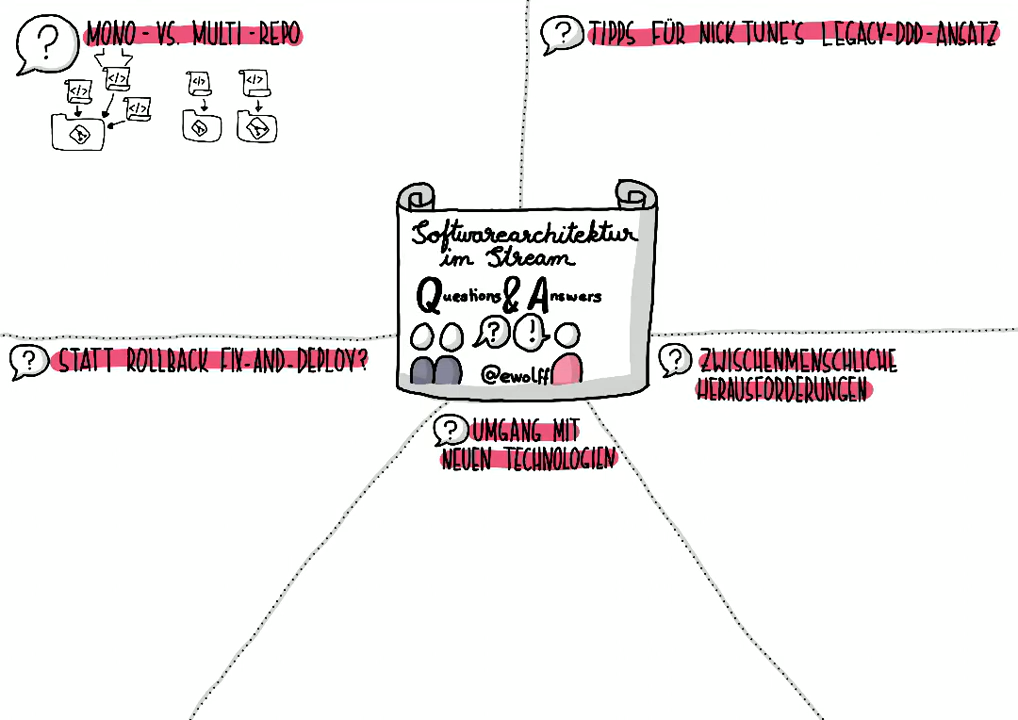 ?
MONO- VS. MULTI-REPO
</>
</>
</>
</>
</>
?
TIPPS FÜR NICK TUNE'S LEGACY-DDD-ANSATZ
Softwarearchitektur
im Stream
Questions & Answers
? !
@ewolff
?
STATT ROLLBACK FIX-AND-DEPLOY?
?
ZWISCHENMENSCHLICHE
HERAUSFORDERUNGEN
?
UMGANG MIT
NEUEN TECHNOLOGIEN